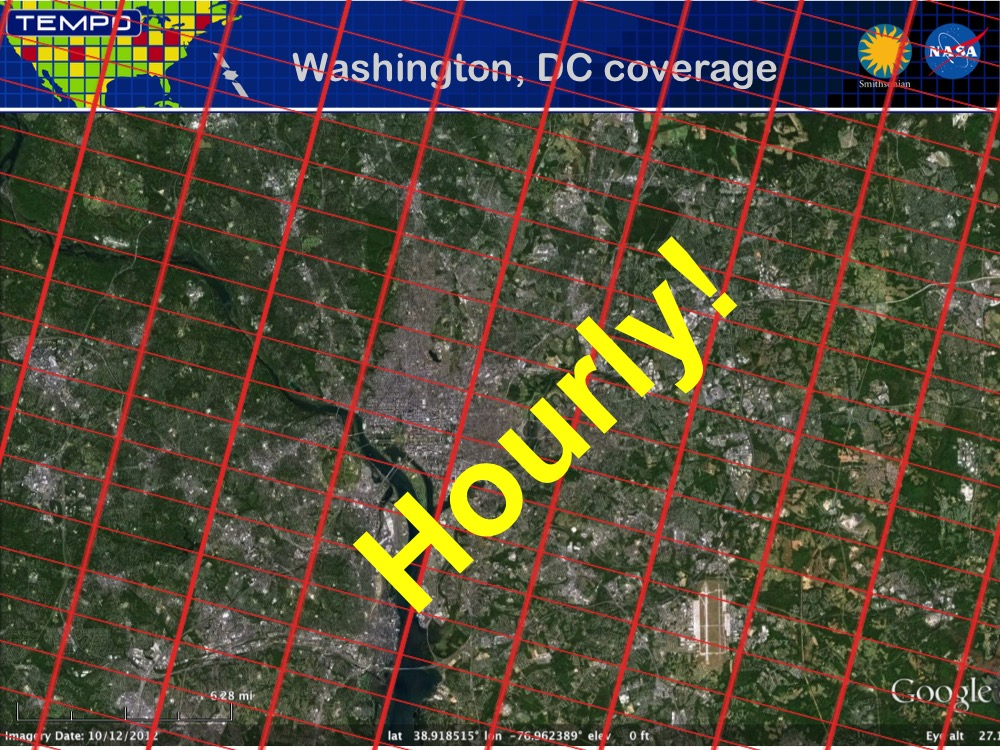 TEMPO
Washington, DC coverage
Smithsonian
NASA
Hourly!
6.28 mi
Google
Imagery Date: 10/12/2012
lat 38.918515° lon -76.962389° elev 0 ft
Eye alt 27.